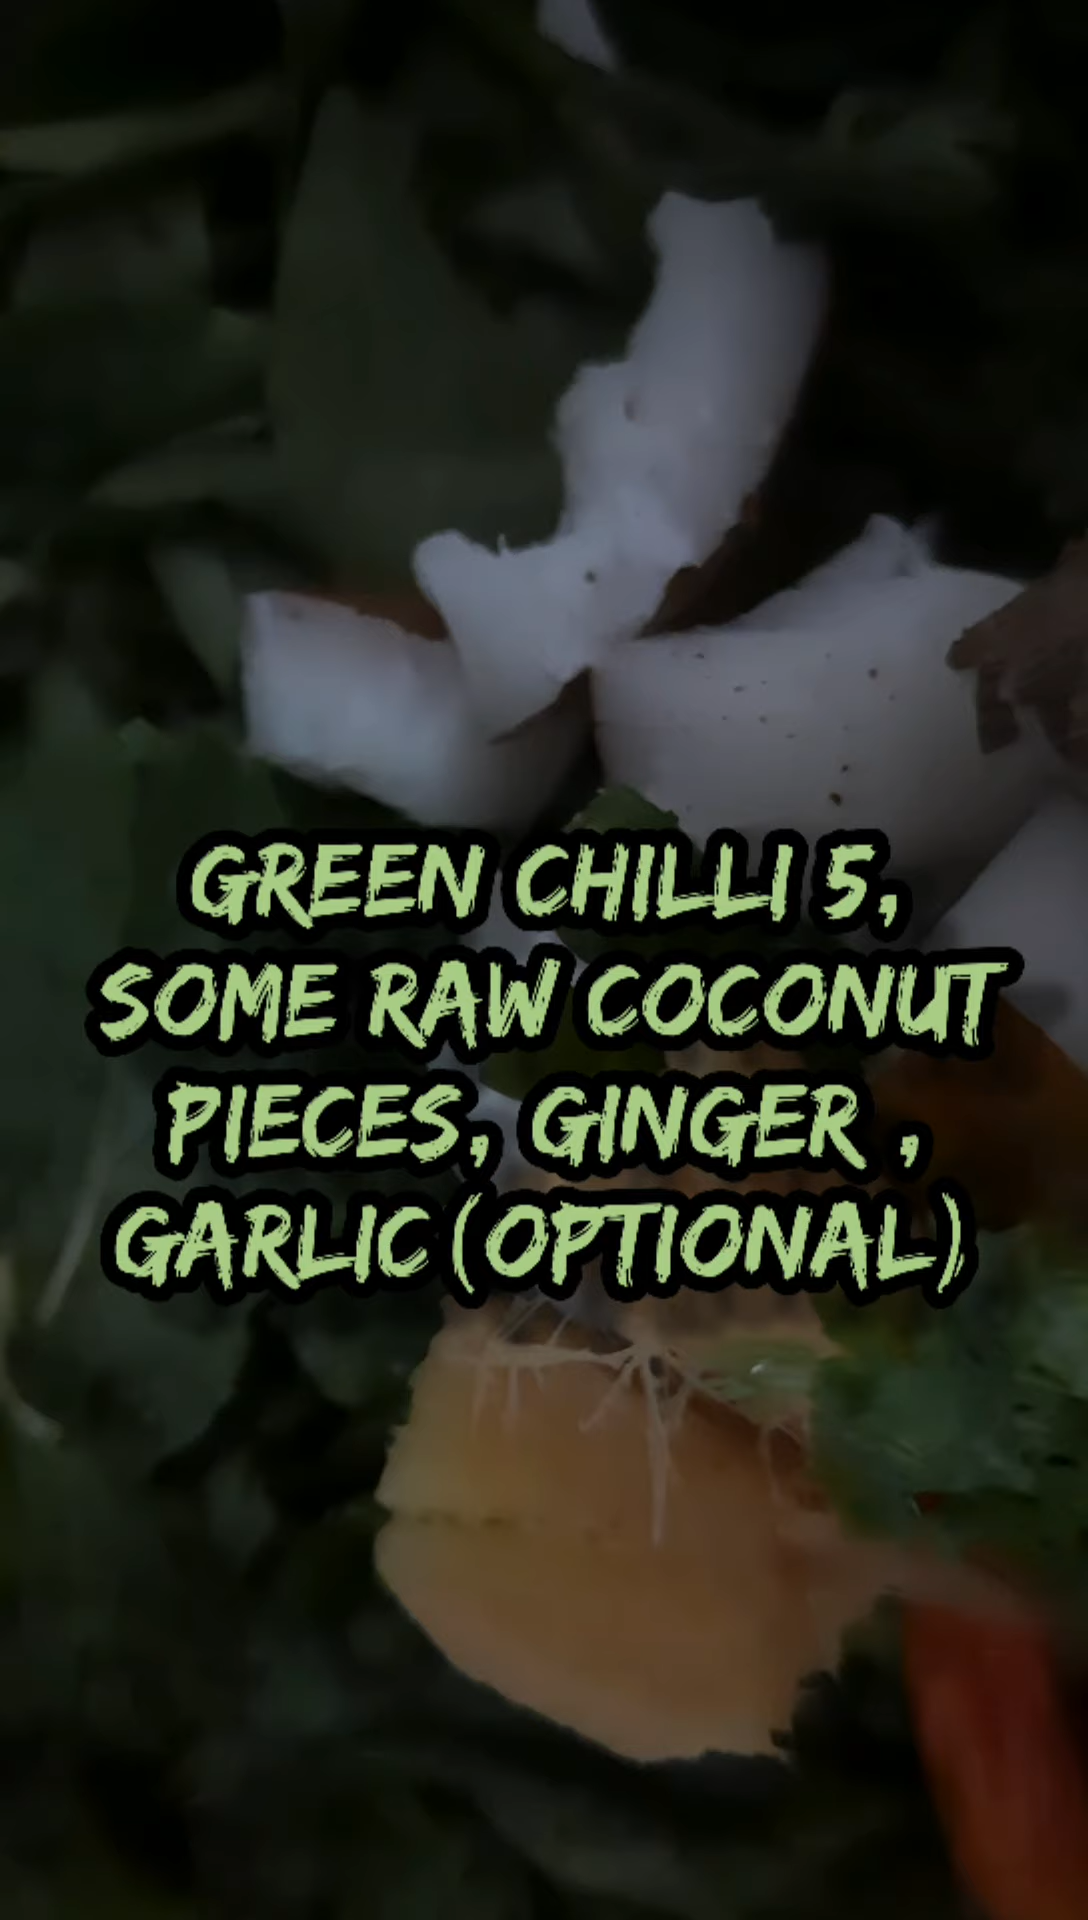 GREEN CHILLI 5,
SOME RAW COCONUT
PIECES, GINGER ,
GARLIC (OPTIONAL)